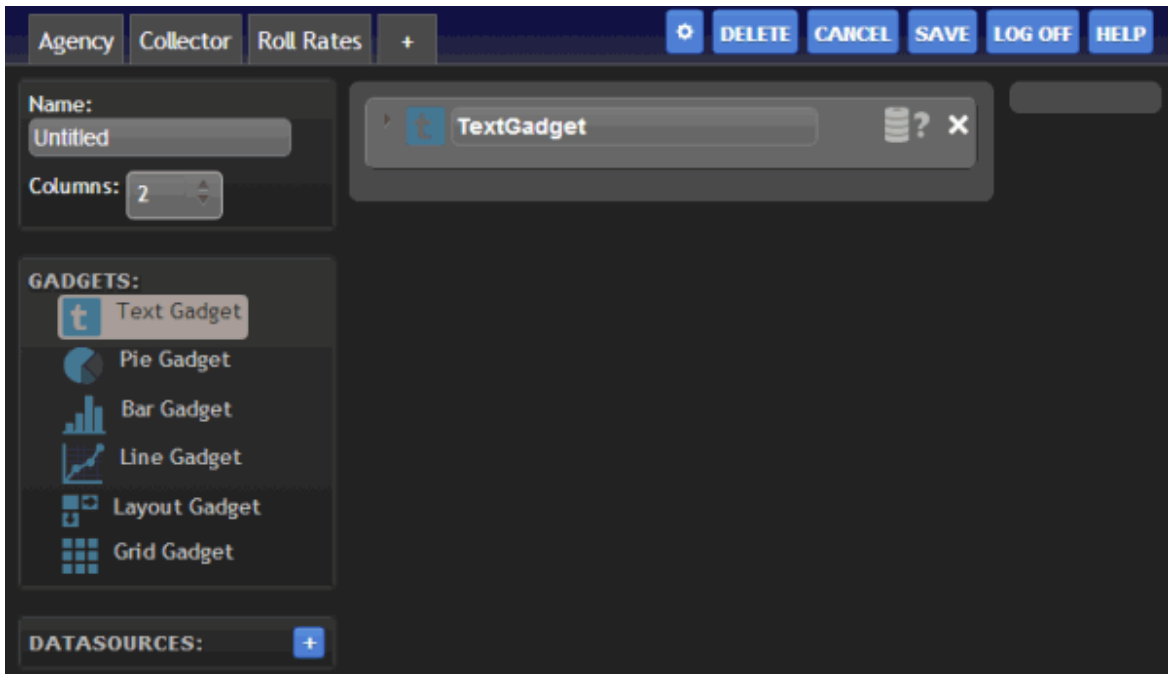 Agency Collector Roll Rates + DELETE CANCEL SAVE LOG OFF HELP
Name:
Untitled
Columns: 2
t TextGadget ?
GADGETS:
t Text Gadget
Pie Gadget
Bar Gadget
Line Gadget
Layout Gadget
Grid Gadget
DATASOURCES: +